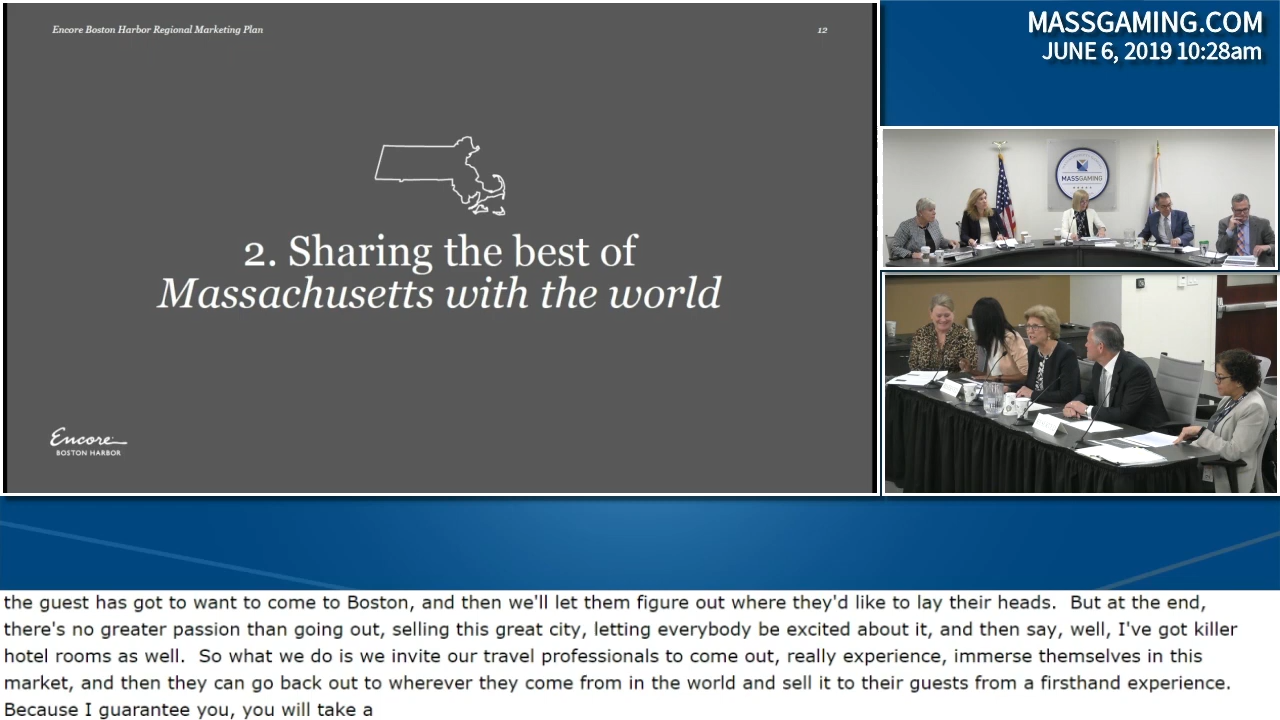 Encore Boston Harbor Regional Marketing Plan
12
2. Sharing the best of
Massachusetts with the world
Encore
BOSTON HARBOR
MASSGAMING.COM
JUNE 6, 2019 10:28am
MASSGAMING
the guest has got to want to come to Boston, and then we'll let them figure out where they'd like to lay their heads.  But at the end,
there's no greater passion than going out, selling this great city, letting everybody be excited about it, and then say, well, I've got killer
hotel rooms as well.  So what we do is we invite our travel professionals to come out, really experience, immerse themselves in this
market, and then they can go back out to wherever they come from in the world and sell it to their guests from a firsthand experience.
Because I guarantee you, you will take a